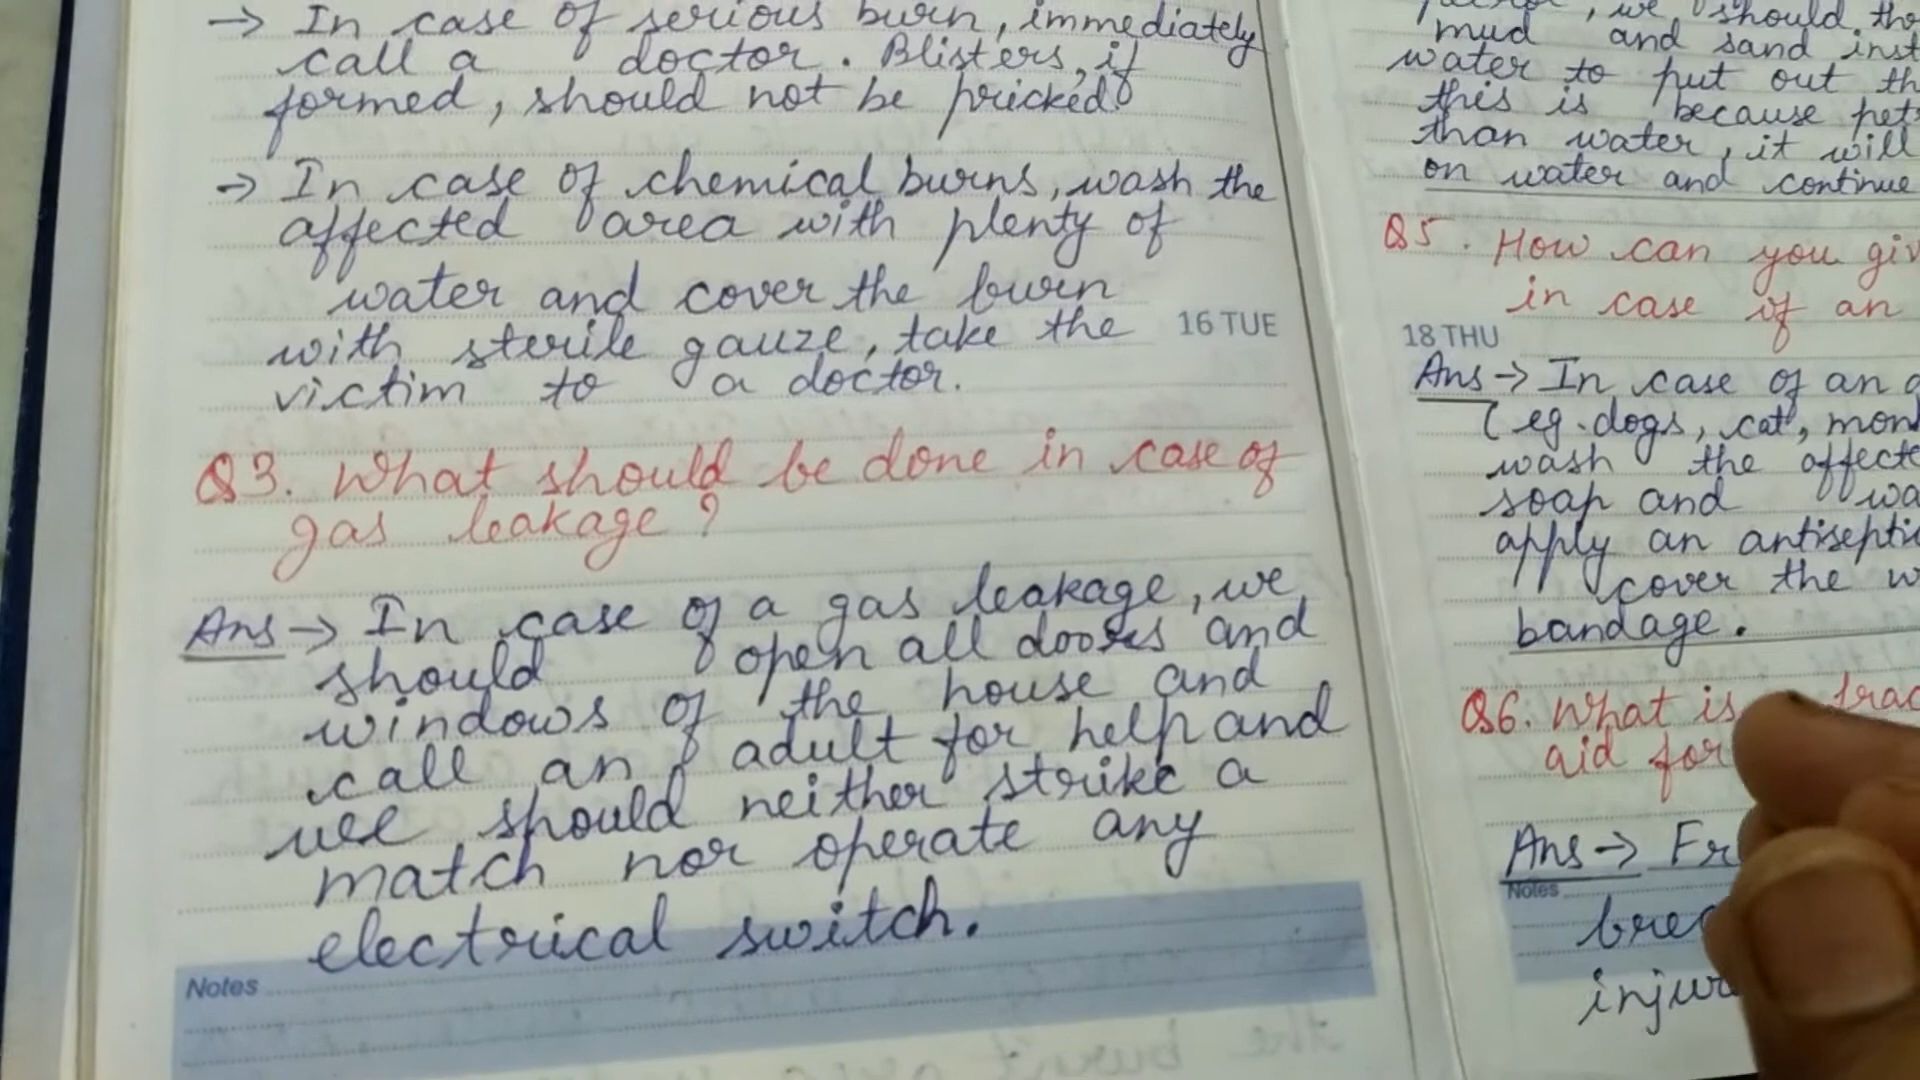 → In case of serious burn, immediately
call a doctor. Blisters, if
formed, should not be pricked.
→ In case of chemical burns, wash the
affected area with plenty of
water and cover the burn
with sterile gauze, take the
16 TUE
victim to a doctor.
Q3. What should be done in case of
gas leakage?
Ans → In case of a gas leakage, we
should open all doors and
windows of the house and
call an adult for help and
we should neither strike a
match nor operate any
electrical switch.
Notes
, we should
mud and sand
water to put out
this is because
than water, it will
on water and continue
Q5. How can you
in case of an
18 THU
Ans → In case of an
(eg. dogs, cat,
wash the
soap and
apply an
cover the
bandage.
Q6. What is
aid for
Ans →
Notes